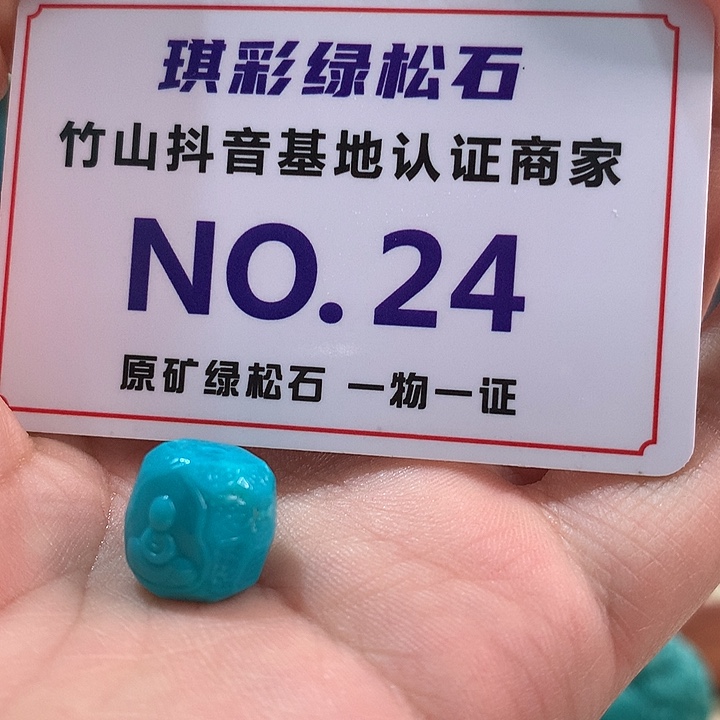 琪彩绿松石
竹山抖音基地认证商家
NO.24
原矿绿松石 一物一证